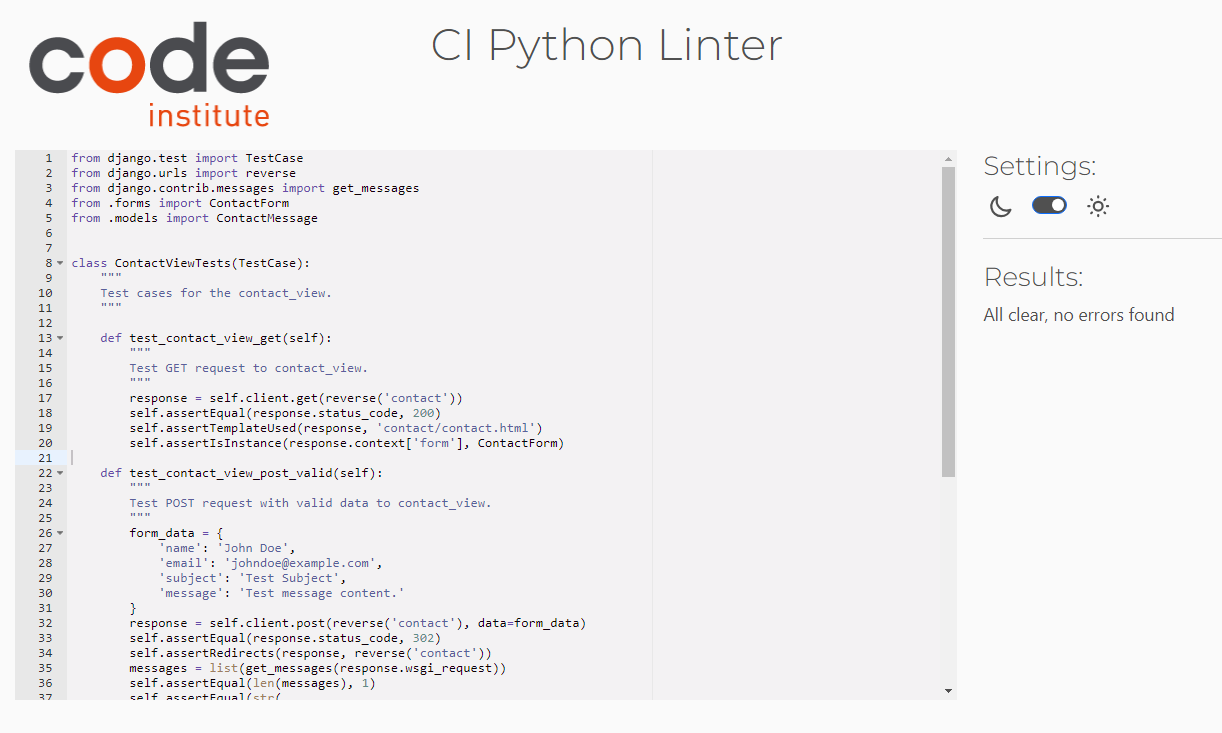 code
institute
CI Python Linter
1 from django.test import TestCase
2 from django.urls import reverse
3 from django.contrib.messages import get_messages
4 from .forms import ContactForm
5 from .models import ContactMessage
6
7
8 class ContactViewTests(TestCase):
9     """
10     Test cases for the contact_view.
11     """
12
13     def test_contact_view_get(self):
14         """
15         Test GET request to contact_view.
16         """
17         response = self.client.get(reverse('contact'))
18         self.assertEqual(response.status_code, 200)
19         self.assertTemplateUsed(response, 'contact/contact.html')
20         self.assertIsInstance(response.context['form'], ContactForm)
21
22     def test_contact_view_post_valid(self):
23         """
24         Test POST request with valid data to contact_view.
25         """
26         form_data = {
27             'name': 'John Doe',
28             'email': 'johndoe@example.com',
29             'subject': 'Test Subject',
30             'message': 'Test message content.'
31         }
32         response = self.client.post(reverse('contact'), data=form_data)
33         self.assertEqual(response.status_code, 302)
34         self.assertRedirects(response, reverse('contact'))
35         messages = list(get_messages(response.wsgi_request))
36         self.assertEqual(len(messages), 1)
37         self.assertEqual(str(
Settings:
Results:
All clear, no errors found